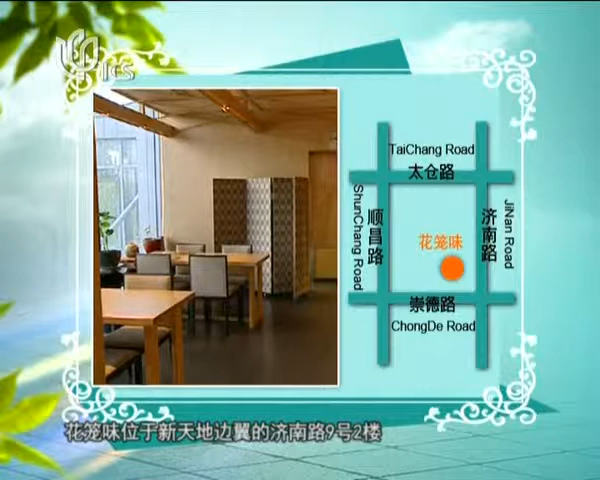 ICS
TaiChang Road
太仓路
顺昌路
ShunChang Road
花笼味
济南路
JiNan Road
崇德路
ChongDe Road
花笼味位于新天地边翼的济南路9号2楼